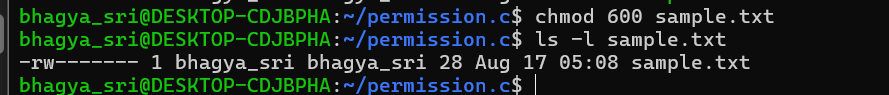 bhagya_sri@DESKTOP-CDJBPHA:~/permission.c$ chmod 600 sample.txt
bhagya_sri@DESKTOP-CDJBPHA:~/permission.c$ ls -l sample.txt
-rw------- 1 bhagya_sri bhagya_sri 28 Aug 17 05:08 sample.txt
bhagya_sri@DESKTOP-CDJBPHA:~/permission.c$